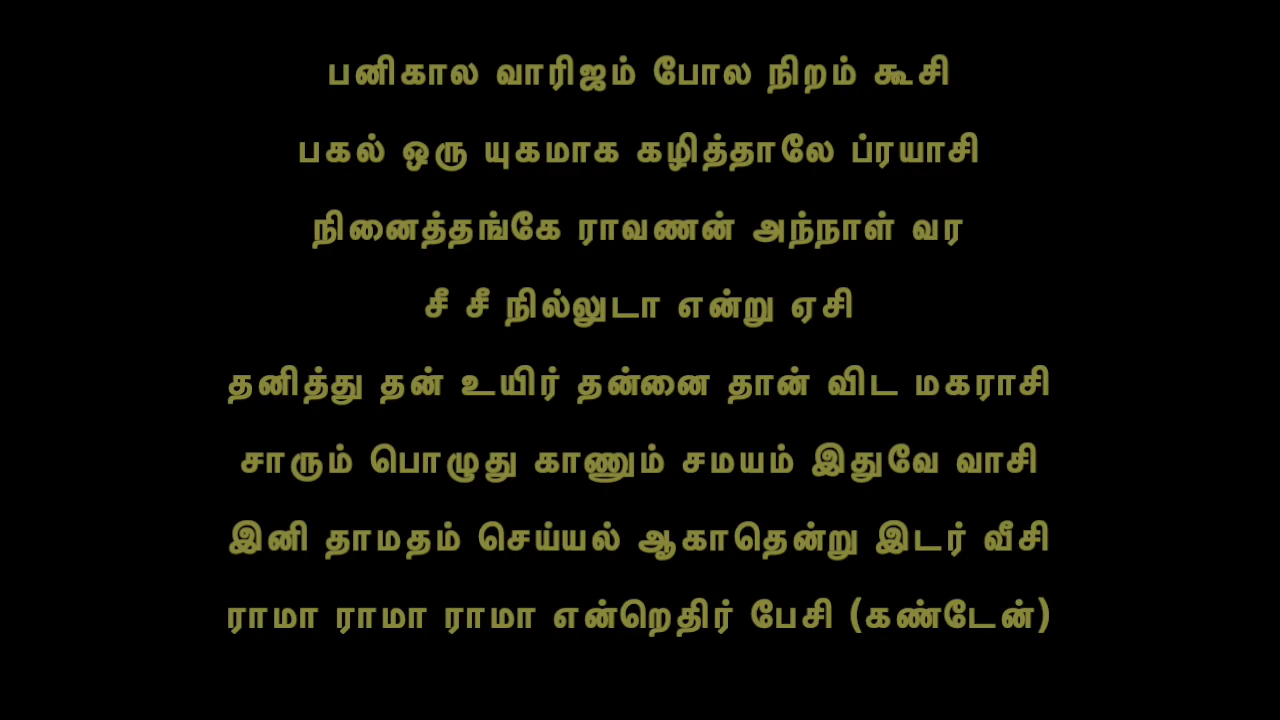 பனிகால வாரிஜம் போல நிறம் கூசி
பகல் ஒரு யுகமாக கழித்தாலே ப்ரயாசி
நினைத்தங்கே ராவணன் அந்நாள் வர
சீ சீ நில்லுடா என்று ஏசி
தனித்து தன் உயிர் தன்னை தான் விட மகராசி
சாரும் பொழுது காணும் சமயம் இதுவே வாசி
இனி தாமதம் செய்யல் ஆகாதென்று இடர் வீசி
ராமா ராமா ராமா என்றெதிர் பேசி (கண்டேன்)